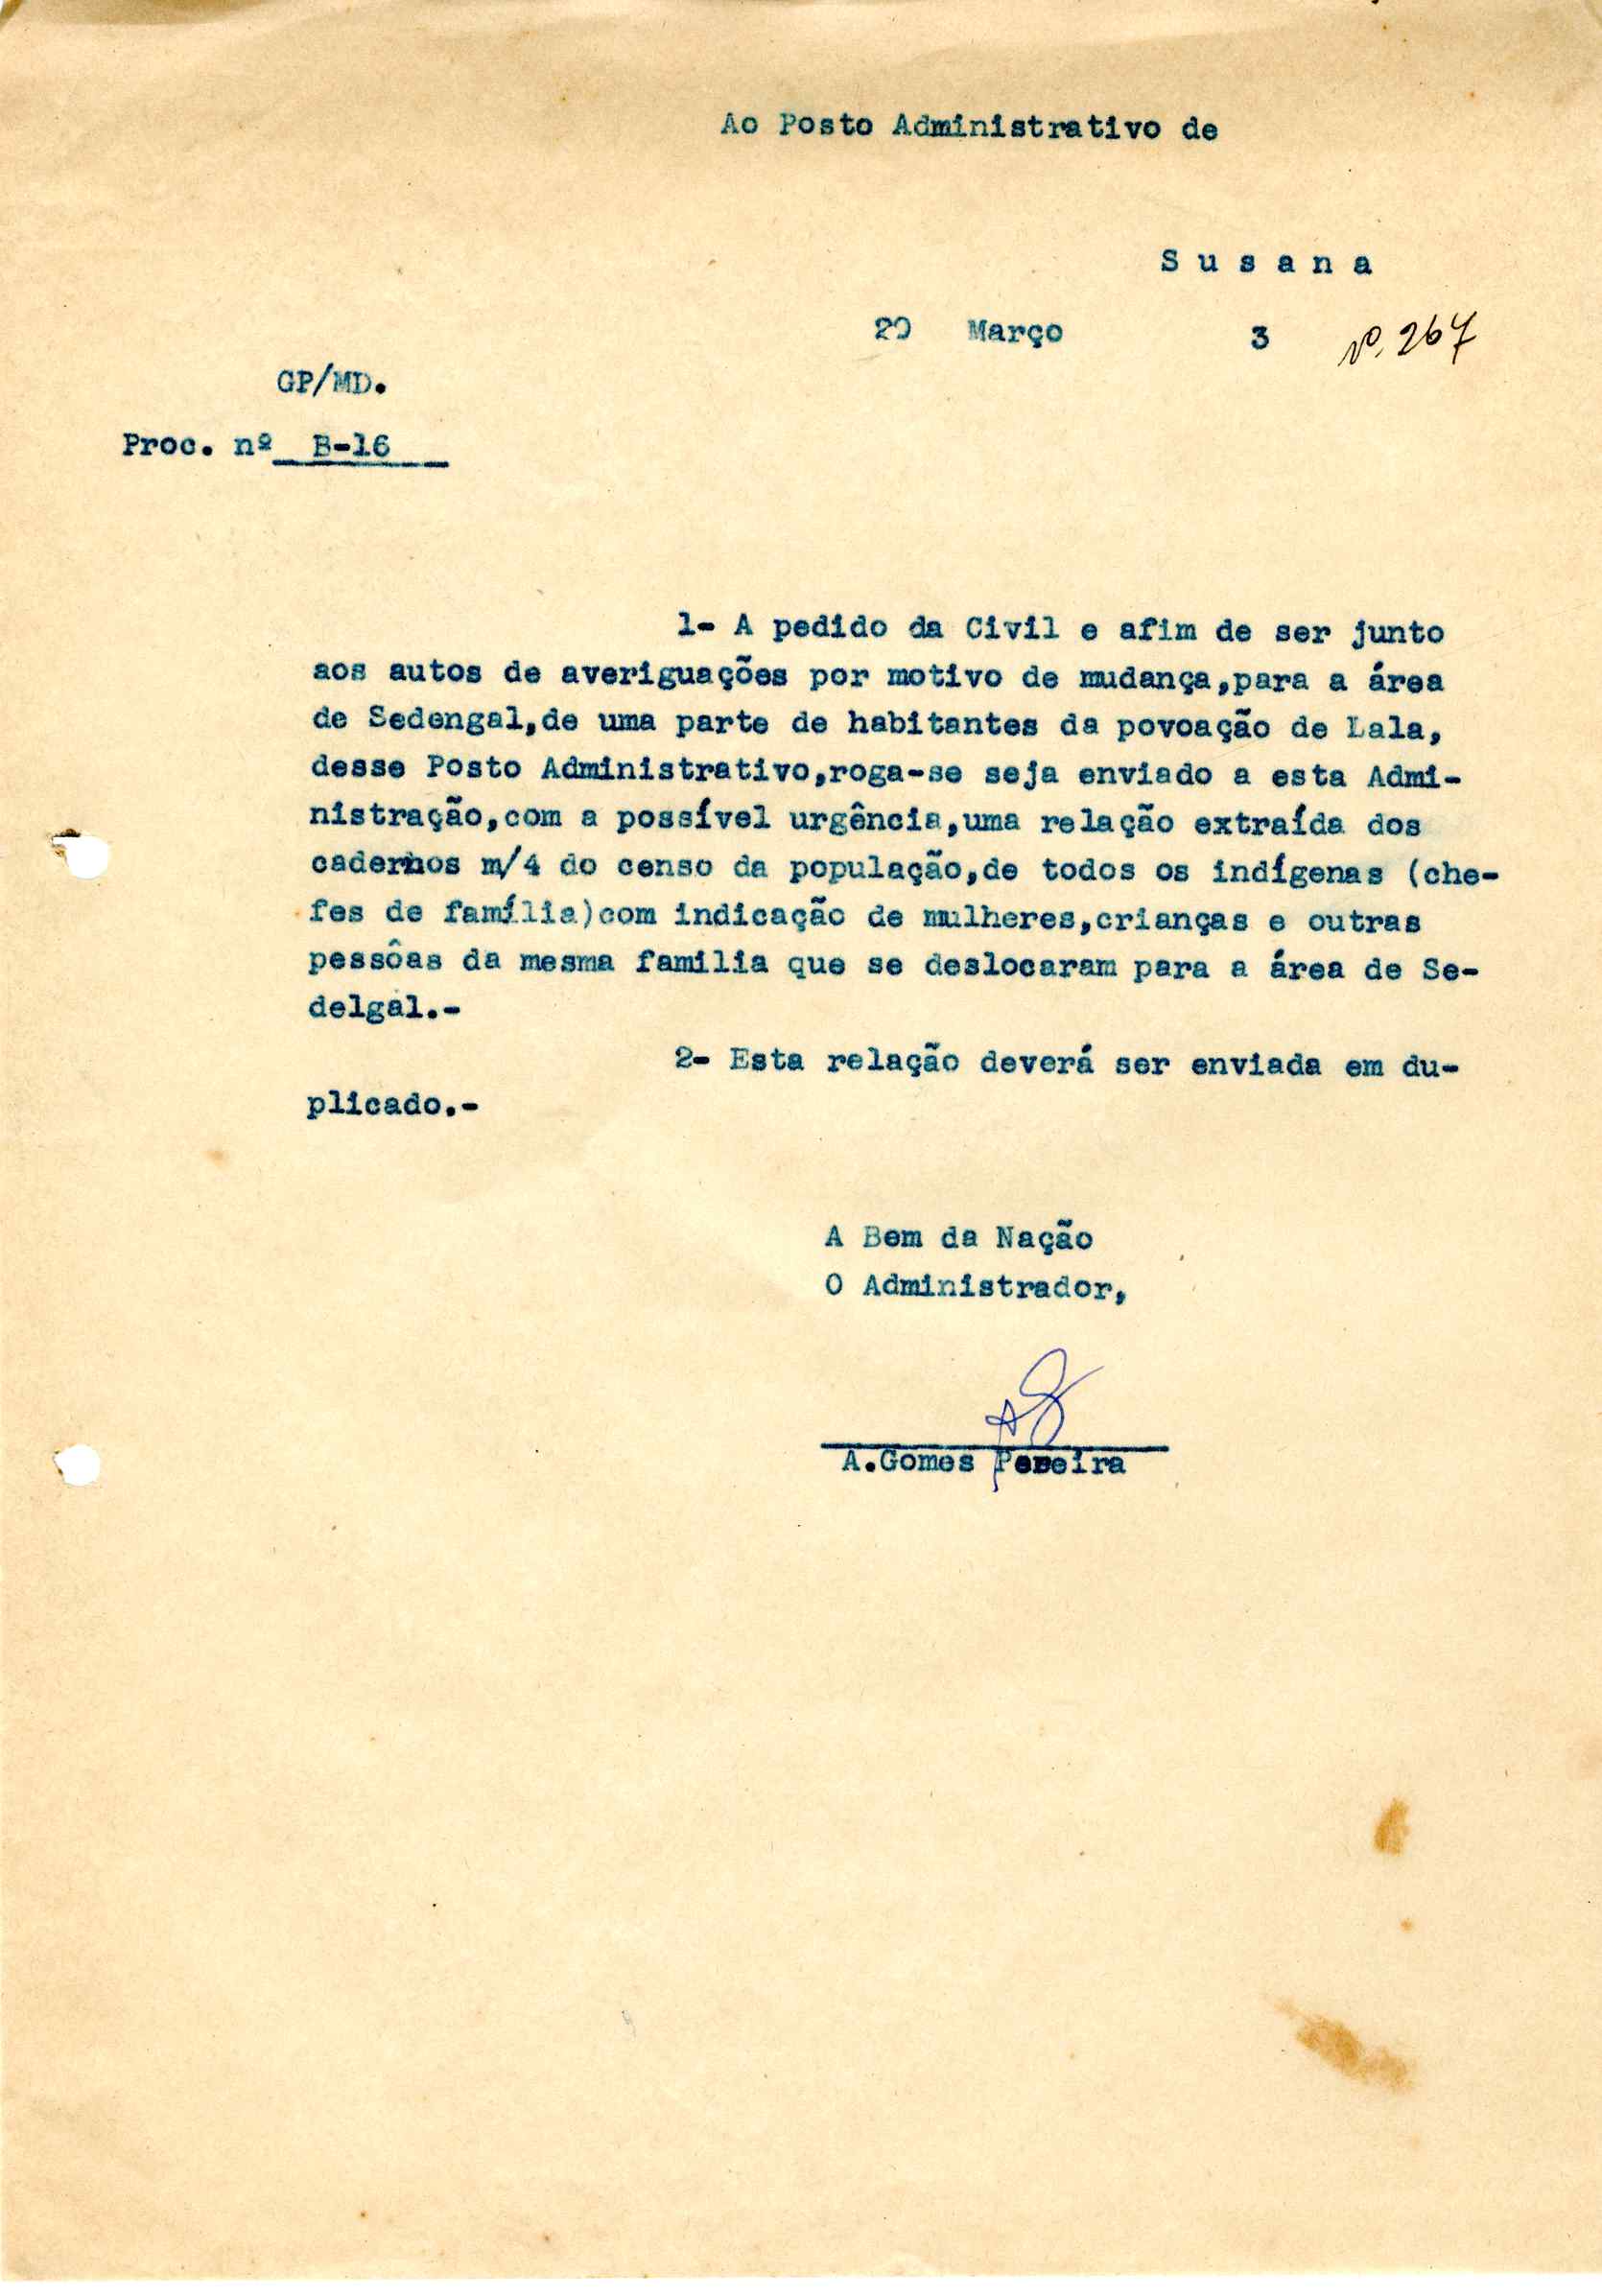 Ao Posto Administrativo de
S u s a n a
20 Março 3 Nº. 267
GP/MD.
Proc. nº B-16
1- A pedido da Civil e afim de ser junto
aos autos de averiguações por motivo de mudança,para a área
de Sedengal,de uma parte de habitantes da povoação de Lala,
desse Posto Administrativo,roga-se seja enviado a esta Admi-
nistração,com a possível urgência,uma relação extraída dos
cadernos m/4 do censo da população,de todos os indígenas (che-
fes de família)com indicação de mulheres,crianças e outras
pessôas da mesma familia que se deslocaram para a área de Se-
delgal.-
2- Esta relação deverá ser enviada em du-
plicado.-
A Bem da Nação
O Administrador,
A.Gomes Pereira